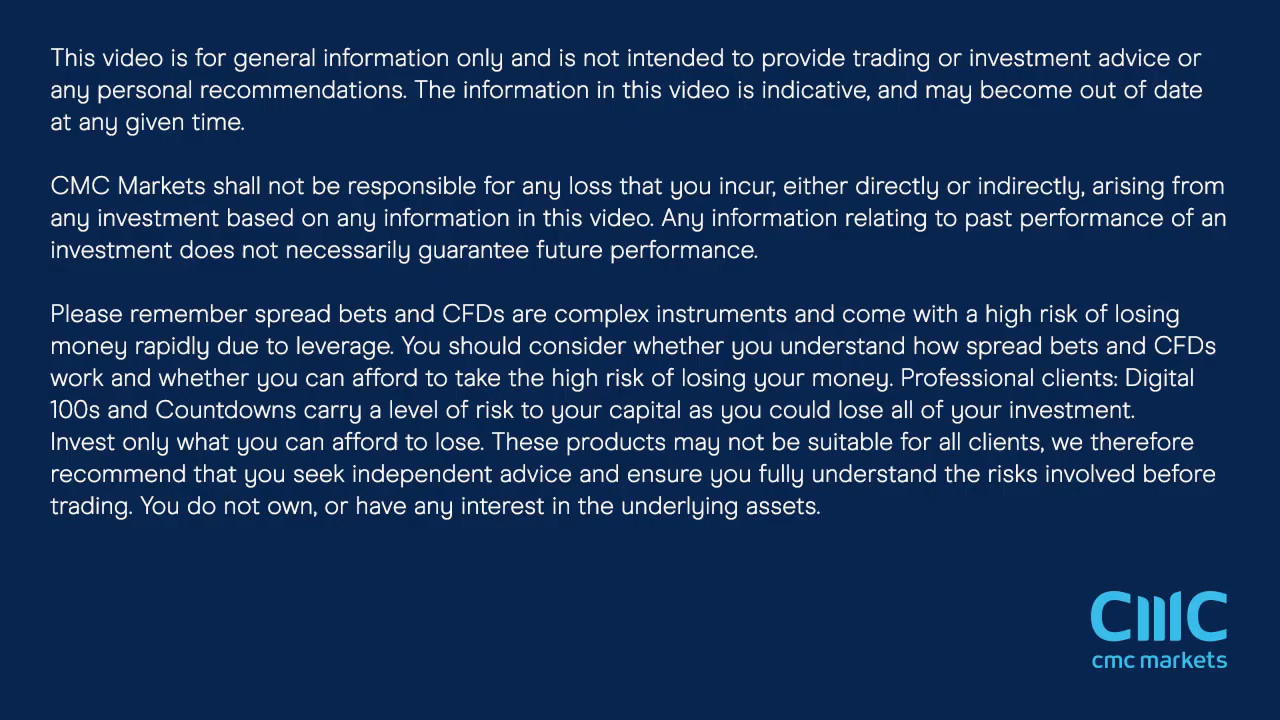 This video is for general information only and is not intended to provide trading or investment advice or
any personal recommendations. The information in this video is indicative, and may become out of date
at any given time.
CMC Markets shall not be responsible for any loss that you incur, either directly or indirectly, arising from
any investment based on any information in this video. Any information relating to past performance of an
investment does not necessarily guarantee future performance.
Please remember spread bets and CFDs are complex instruments and come with a high risk of losing
money rapidly due to leverage. You should consider whether you understand how spread bets and CFDs
work and whether you can afford to take the high risk of losing your money. Professional clients: Digital
100s and Countdowns carry a level of risk to your capital as you could lose all of your investment.
Invest only what you can afford to lose. These products may not be suitable for all clients, we therefore
recommend that you seek independent advice and ensure you fully understand the risks involved before
trading. You do not own, or have any interest in the underlying assets.
CMC
cmc markets